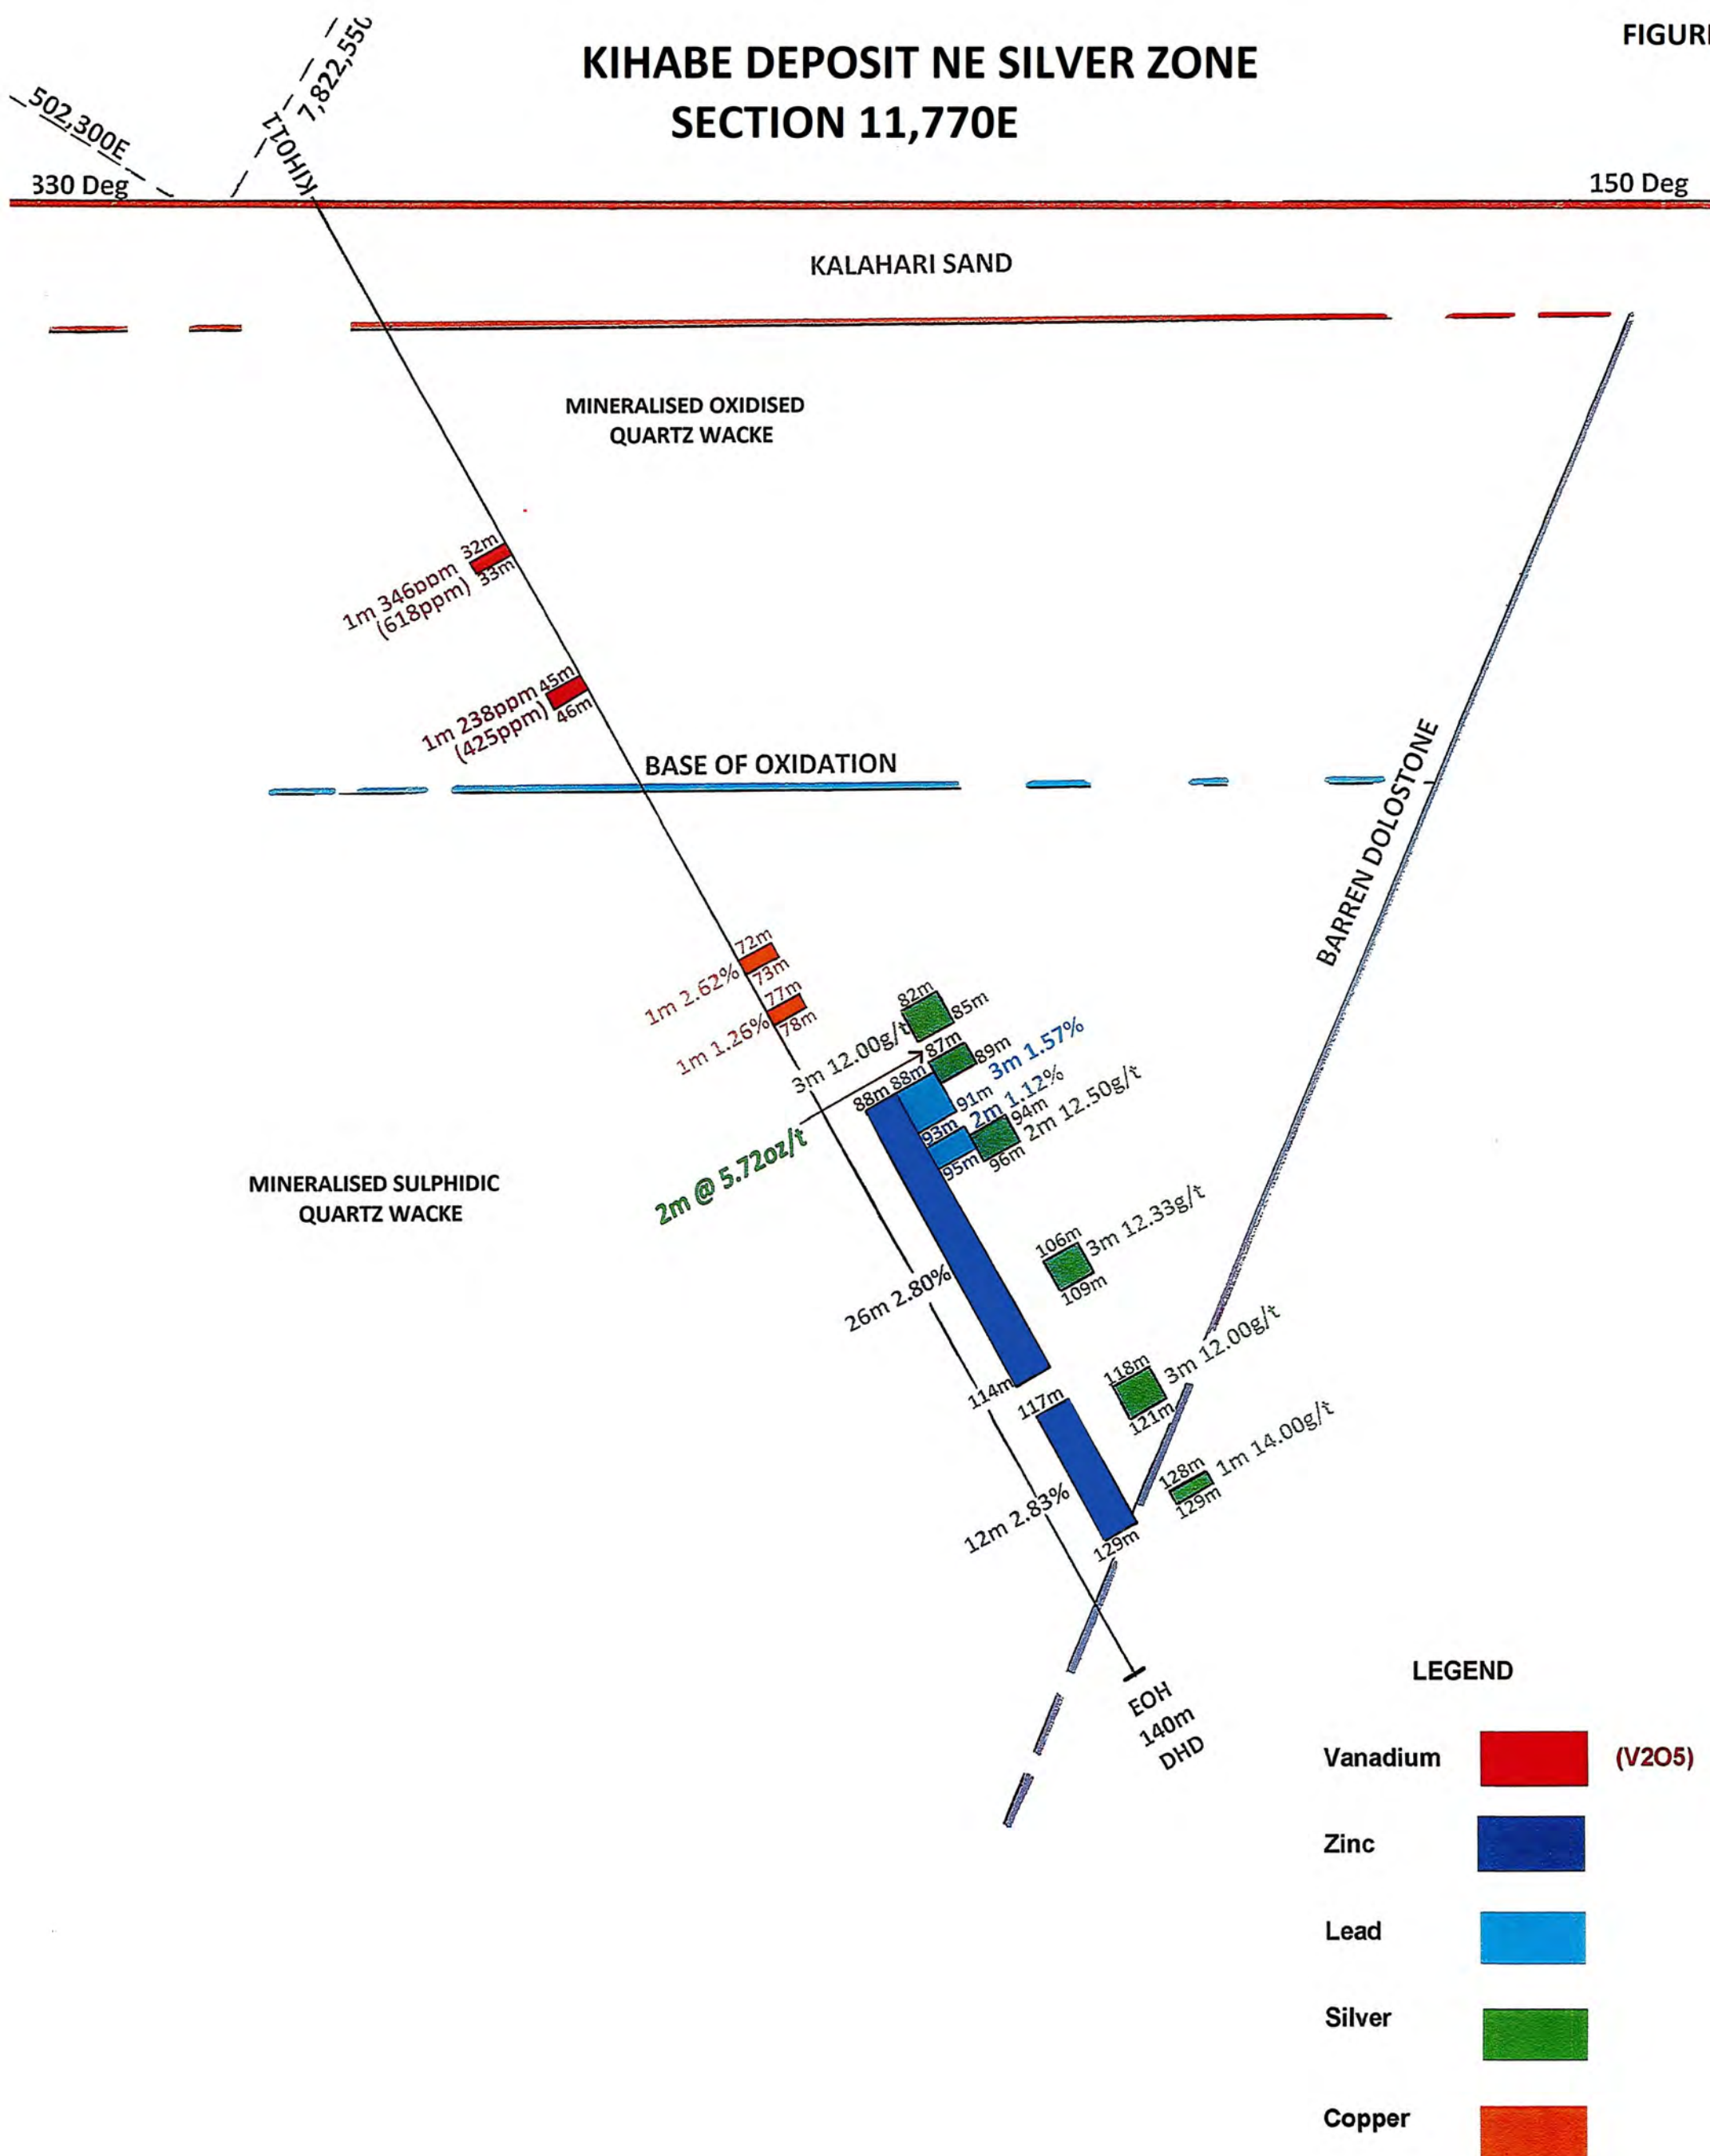 FIGURE
KIHABE DEPOSIT NE SILVER ZONE
SECTION 11,770E
502,300E
7,822,550
KIH011
330 Deg
150 Deg
KALAHARI SAND
MINERALISED OXIDISED
QUARTZ WACKE
32m
33m
1m 346ppm
(618ppm)
45m
46m
1m 238ppm
(425ppm)
BASE OF OXIDATION
BARREN DOLOSTONE
72m
73m
1m 2.62%
77m
78m
1m 1.26%
82m
85m
3m 12.00g/t
87m
89m
2m @ 5.72oz/t
88m
88m
91m
3m 1.57%
93m
95m
2m 1.12%
94m
96m
2m 12.50g/t
MINERALISED SULPHIDIC
QUARTZ WACKE
106m
109m
3m 12.33g/t
26m 2.80%
114m
117m
118m
121m
3m 12.00g/t
128m
129m
1m 14.00g/t
12m 2.83%
129m
EOH
140m
DHD
LEGEND
Vanadium (V2O5)
Zinc
Lead
Silver
Copper